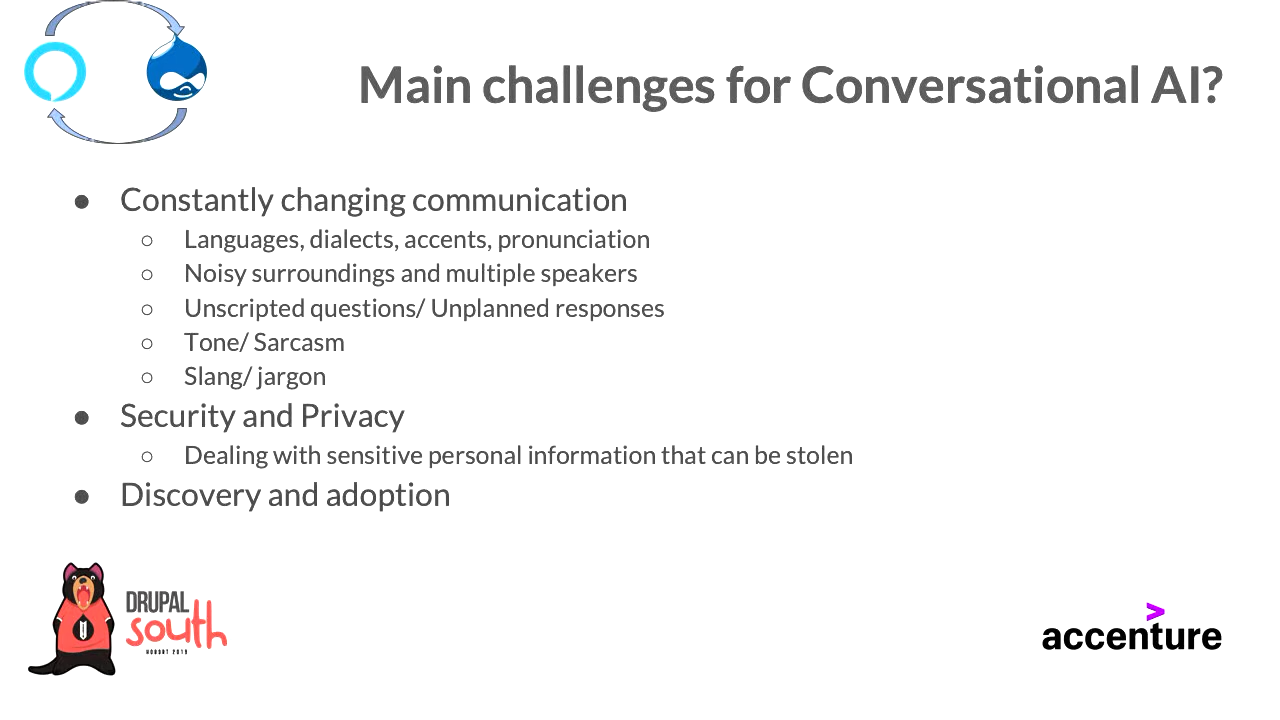 Main challenges for Conversational AI?
● Constantly changing communication
○ Languages, dialects, accents, pronunciation
○ Noisy surroundings and multiple speakers
○ Unscripted questions/ Unplanned responses
○ Tone/ Sarcasm
○ Slang/ jargon
● Security and Privacy
○ Dealing with sensitive personal information that can be stolen
● Discovery and adoption
DRUPAL
south
HOBART 2019
>
accenture